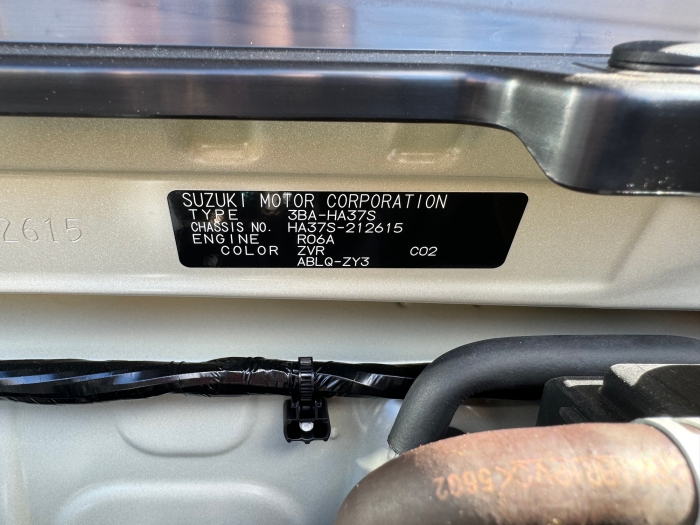 SUZUKI MOTOR CORPORATION
TYPE 3BA-HA37S
CHASSIS NO. HA37S-212615
ENGINE R06A
COLOR ZVR C02
ABLQ-ZY3
2615